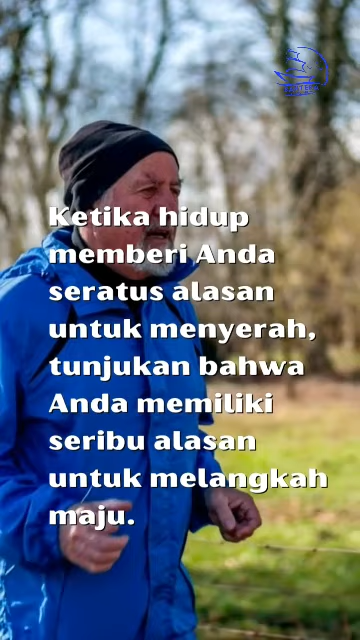 Ketika hidup
memberi Anda
seratus alasan
untuk menyerah,
tunjukan bahwa
Anda memiliki
seribu alasan
untuk melangkah
maju.